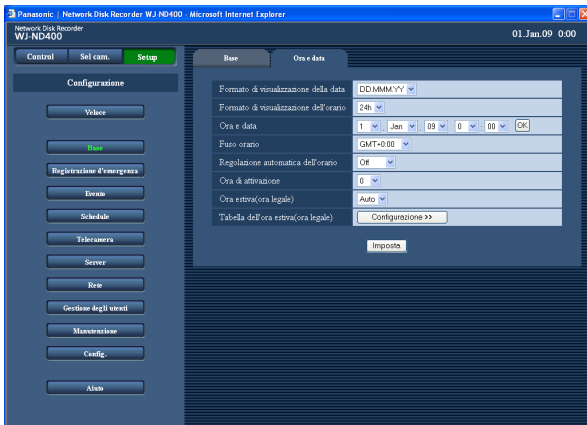 Panasonic | Network Disk Recorder WJ-ND400 - Microsoft Internet Explorer
Network Disk Recorder
WJ-ND400
01.Jan.09 0:00
Control Sel cam. Setup
Base Ora e data
Configurazione
Veloce
Base
Registrazione d'emergenza
Evento
Schedule
Telecamera
Server
Rete
Gestione degli utenti
Manutenzione
Config.
Aiuto
Formato di visualizzazione della data DD.MMM.YY
Formato di visualizzazione dell'orario 24h
Ora e data 1 . Jan . 09 0 : 00 OK
Fuso orario GMT+0:00
Regolazione automatica dell'orario Off
Ora di attivazione 0
Ora estiva(ora legale) Auto
Tabella dell'ora estiva(ora legale) Configurazione >>
Imposta